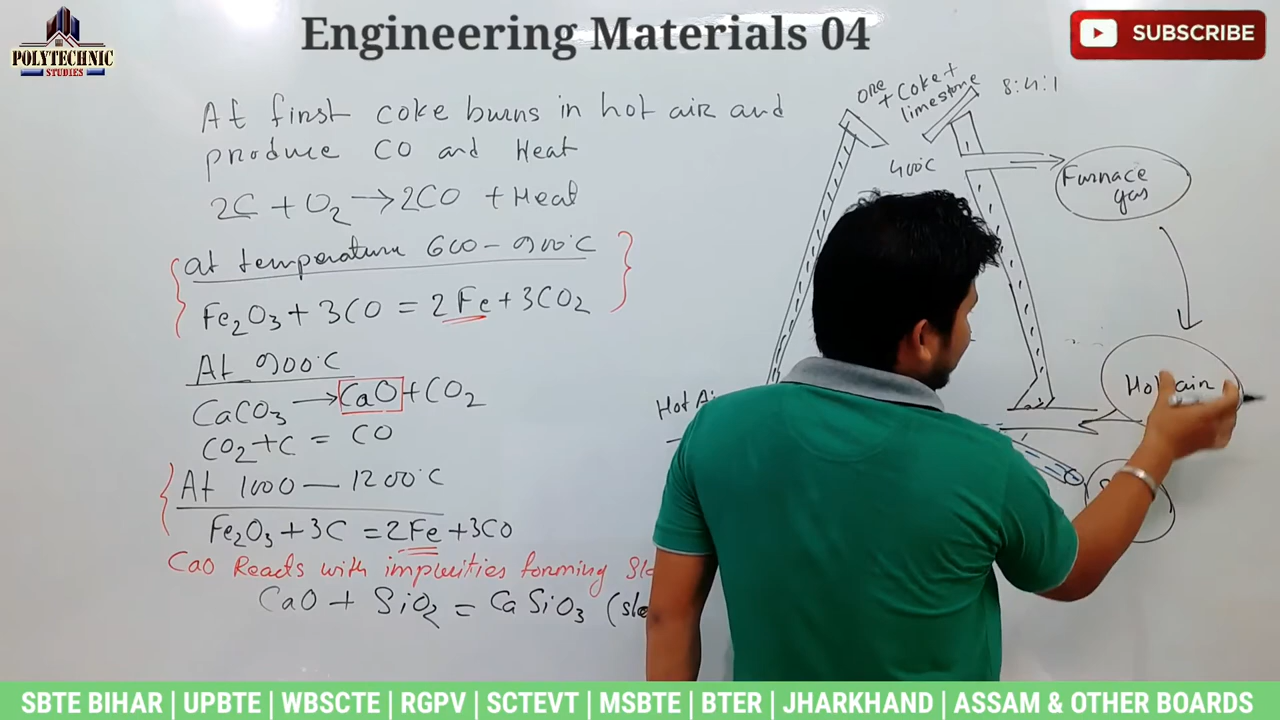 Engineering Materials 04
POLYTECHNIC
STUDIES
SUBSCRIBE
At first coke burns in hot air and
produce CO and Heat
2C + O₂ → 2CO + Heat
at temperature 600 – 900°C
Fe₂O₃ + 3CO = 2Fe + 3CO₂
At 900°C
CaCO₃ → CaO + CO₂
CO₂ + C = CO
At 1000 — 1200°C
Fe₂O₃ + 3C = 2Fe + 3CO
CaO Reacts with impurities forming
CaO + SiO₂ = CaSiO₃
ore
+ Coke +
limestone
8:4:1
400°C
Furnace
gas
Hot air
Hot
SBTE BIHAR | UPBTE | WBSCTE | RGPV | SCTEVT | MSBTE | BTER | JHARKHAND | ASSAM & OTHER BOARDS